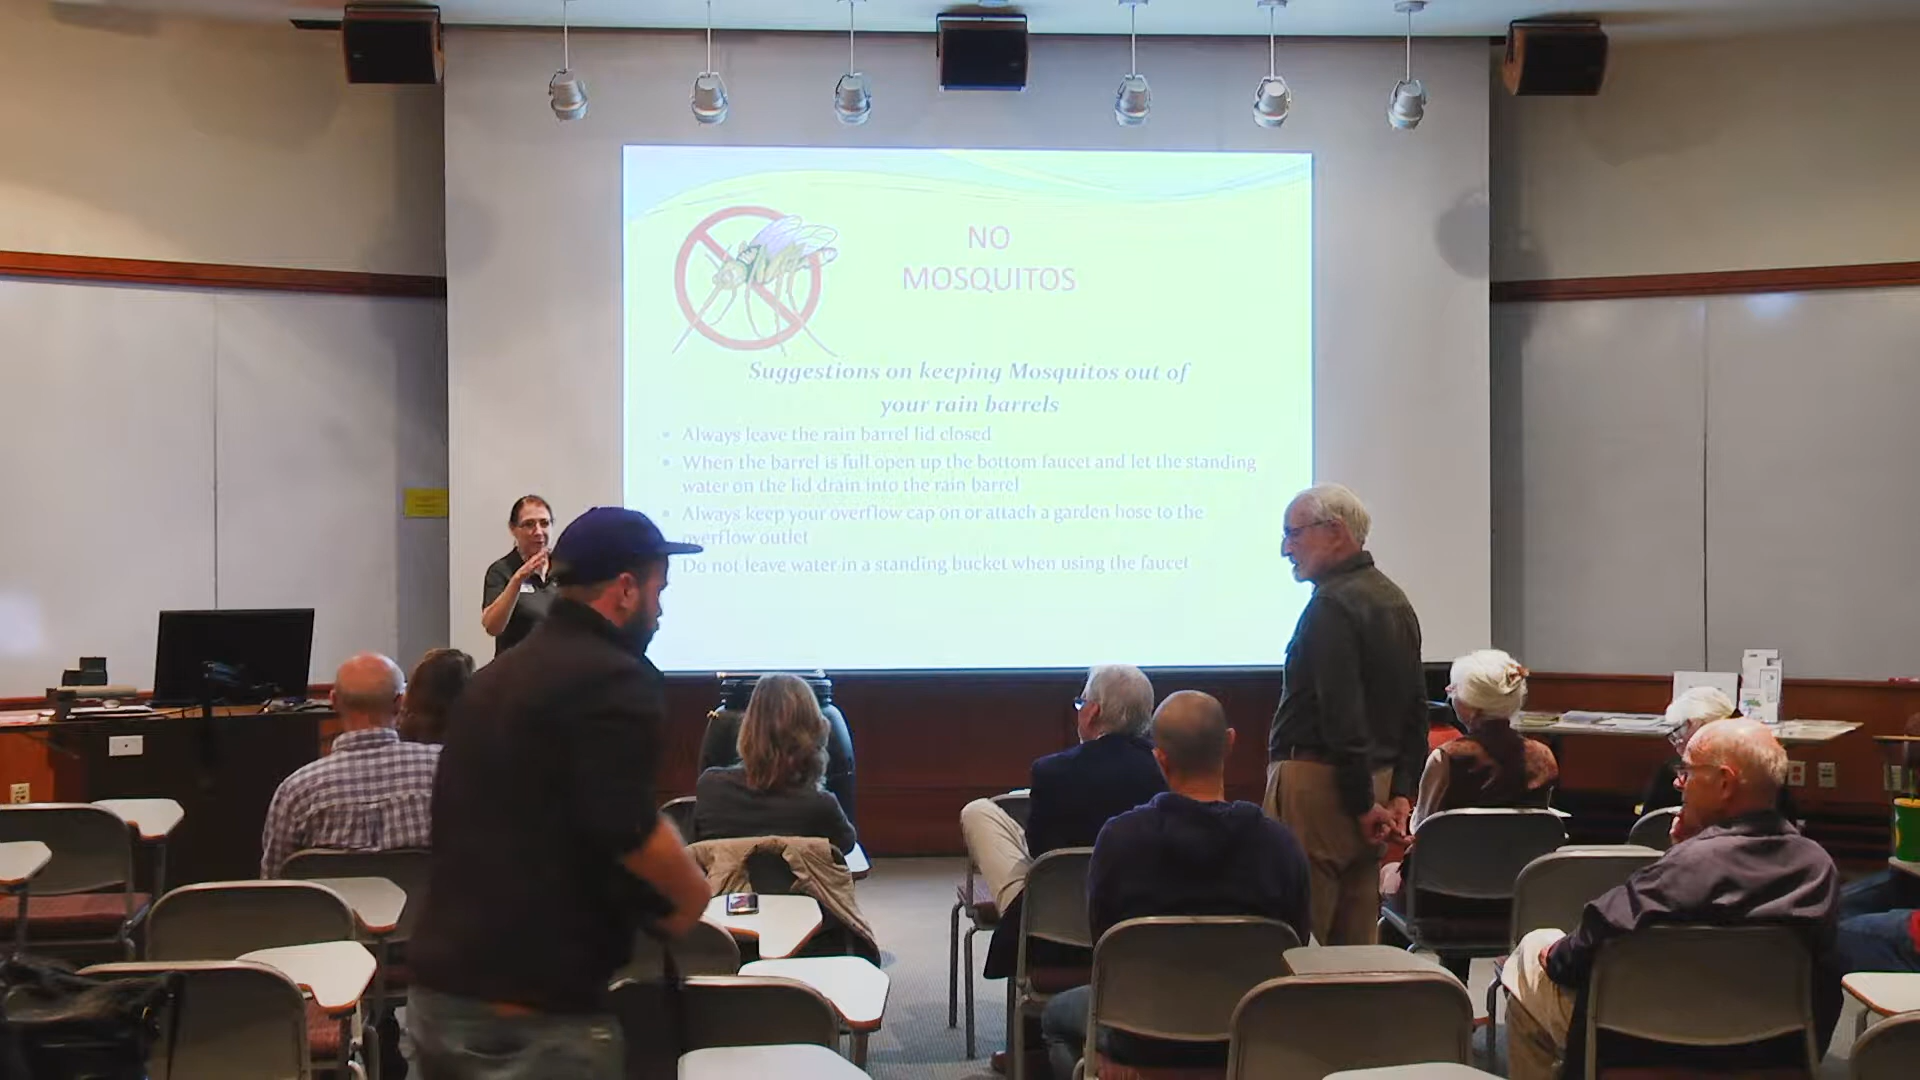 NO
MOSQUITOS
Suggestions on keeping Mosquitos out of
your rain barrels
• Always leave the rain barrel lid closed
• When the barrel is full open up the bottom faucet and let the standing
water on the lid drain into the rain barrel
• Always keep your overflow cap on or attach a garden hose to the
overflow outlet
Do not leave water in a standing bucket when using the faucet